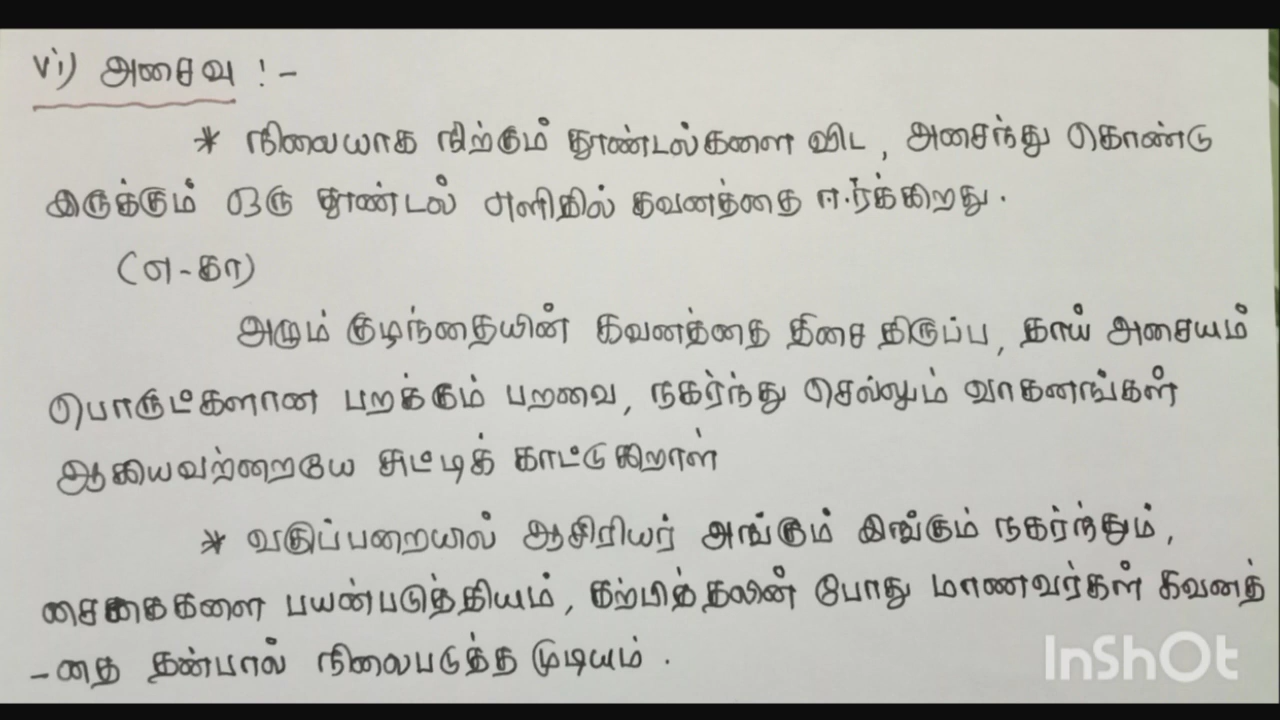 vi) அசைவு :-
* நிலையாக நிற்கும் தூண்டல்களை விட, அசைந்து கொண்டு
இருக்கும் ஒரு தூண்டல் எளிதில் கவனத்தை ஈர்க்கிறது.
(எ-கா)
அழும் குழந்தையின் கவனத்தை திசை திருப்ப, தாய் அசையும்
பொருட்களான பறக்கும் பறவை, நகர்ந்து செல்லும் வாகனங்கள்
ஆகியவற்றையே சுட்டிக் காட்டுகிறாள்
* வகுப்பறையில் ஆசிரியர் அங்கும் இங்கும் நகர்ந்தும்,
சைகைகளை பயன்படுத்தியும், கற்பித்தலின் போது மாணவர்கள் கவனத்
-தை தன்பால் நிலைபடுத்த முடியும்.
InShOt